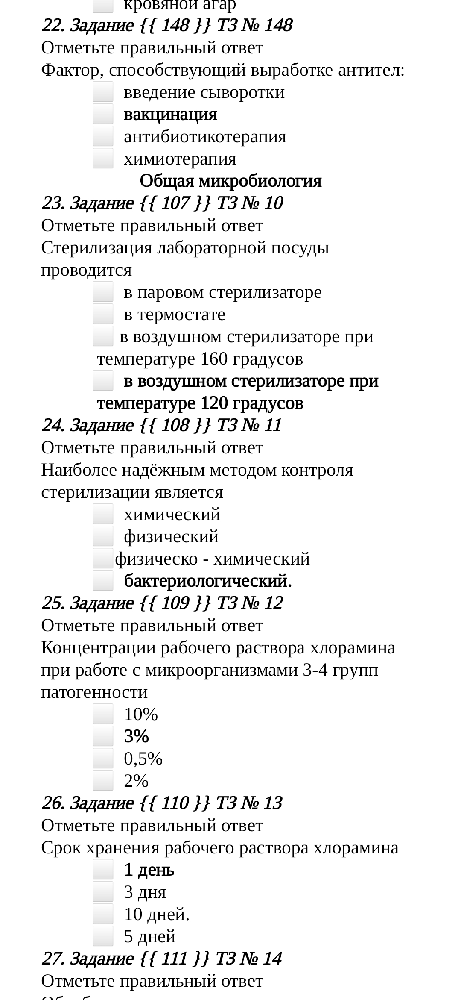 кровяной агар
22. Задание {{ 148 }} ТЗ № 148
Отметьте правильный ответ
Фактор, способствующий выработке антител:
введение сыворотки
вакцинация
антибиотикотерапия
химиотерапия
Общая микробиология
23. Задание {{ 107 }} ТЗ № 10
Отметьте правильный ответ
Стерилизация лабораторной посуды
проводится
в паровом стерилизаторе
в термостате
в воздушном стерилизаторе при
температуре 160 градусов
в воздушном стерилизаторе при
температуре 120 градусов
24. Задание {{ 108 }} ТЗ № 11
Отметьте правильный ответ
Наиболее надёжным методом контроля
стерилизации является
химический
физический
физическо - химический
бактериологический.
25. Задание {{ 109 }} ТЗ № 12
Отметьте правильный ответ
Концентрации рабочего раствора хлорамина
при работе с микроорганизмами 3-4 групп
патогенности
10%
3%
0,5%
2%
26. Задание {{ 110 }} ТЗ № 13
Отметьте правильный ответ
Срок хранения рабочего раствора хлорамина
1 день
3 дня
10 дней.
5 дней
27. Задание {{ 111 }} ТЗ № 14
Отметьте правильный ответ